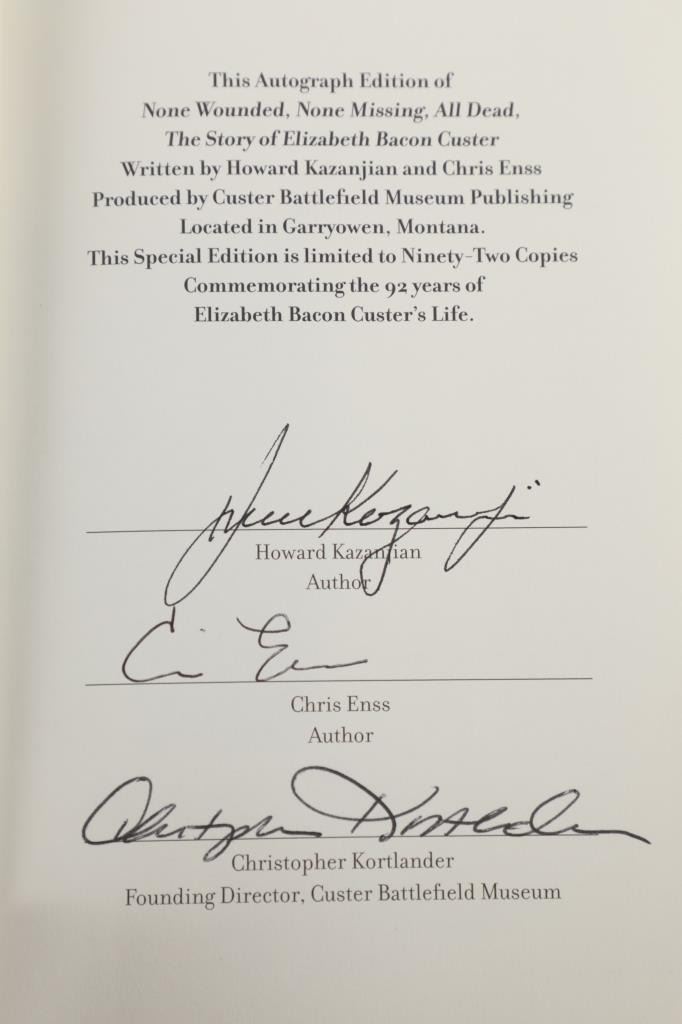 This Autograph Edition of
None Wounded, None Missing, All Dead,
The Story of Elizabeth Bacon Custer
Written by Howard Kazanjian and Chris Enss
Produced by Custer Battlefield Museum Publishing
Located in Garryowen, Montana.
This Special Edition is limited to Ninety-Two Copies
Commemorating the 92 years of
Elizabeth Bacon Custer's Life.
Howard Kazanjian
Author
Chris Enss
Author
Christopher Kortlander
Founding Director, Custer Battlefield Museum